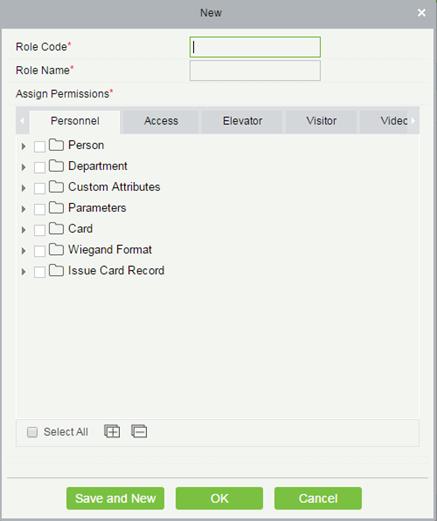 New
Role Code*
Role Name*
Assign Permissions*
Personnel Access Elevator Visitor Video
Person
Department
Custom Attributes
Parameters
Card
Wiegand Format
Issue Card Record
Select All
Save and New OK Cancel